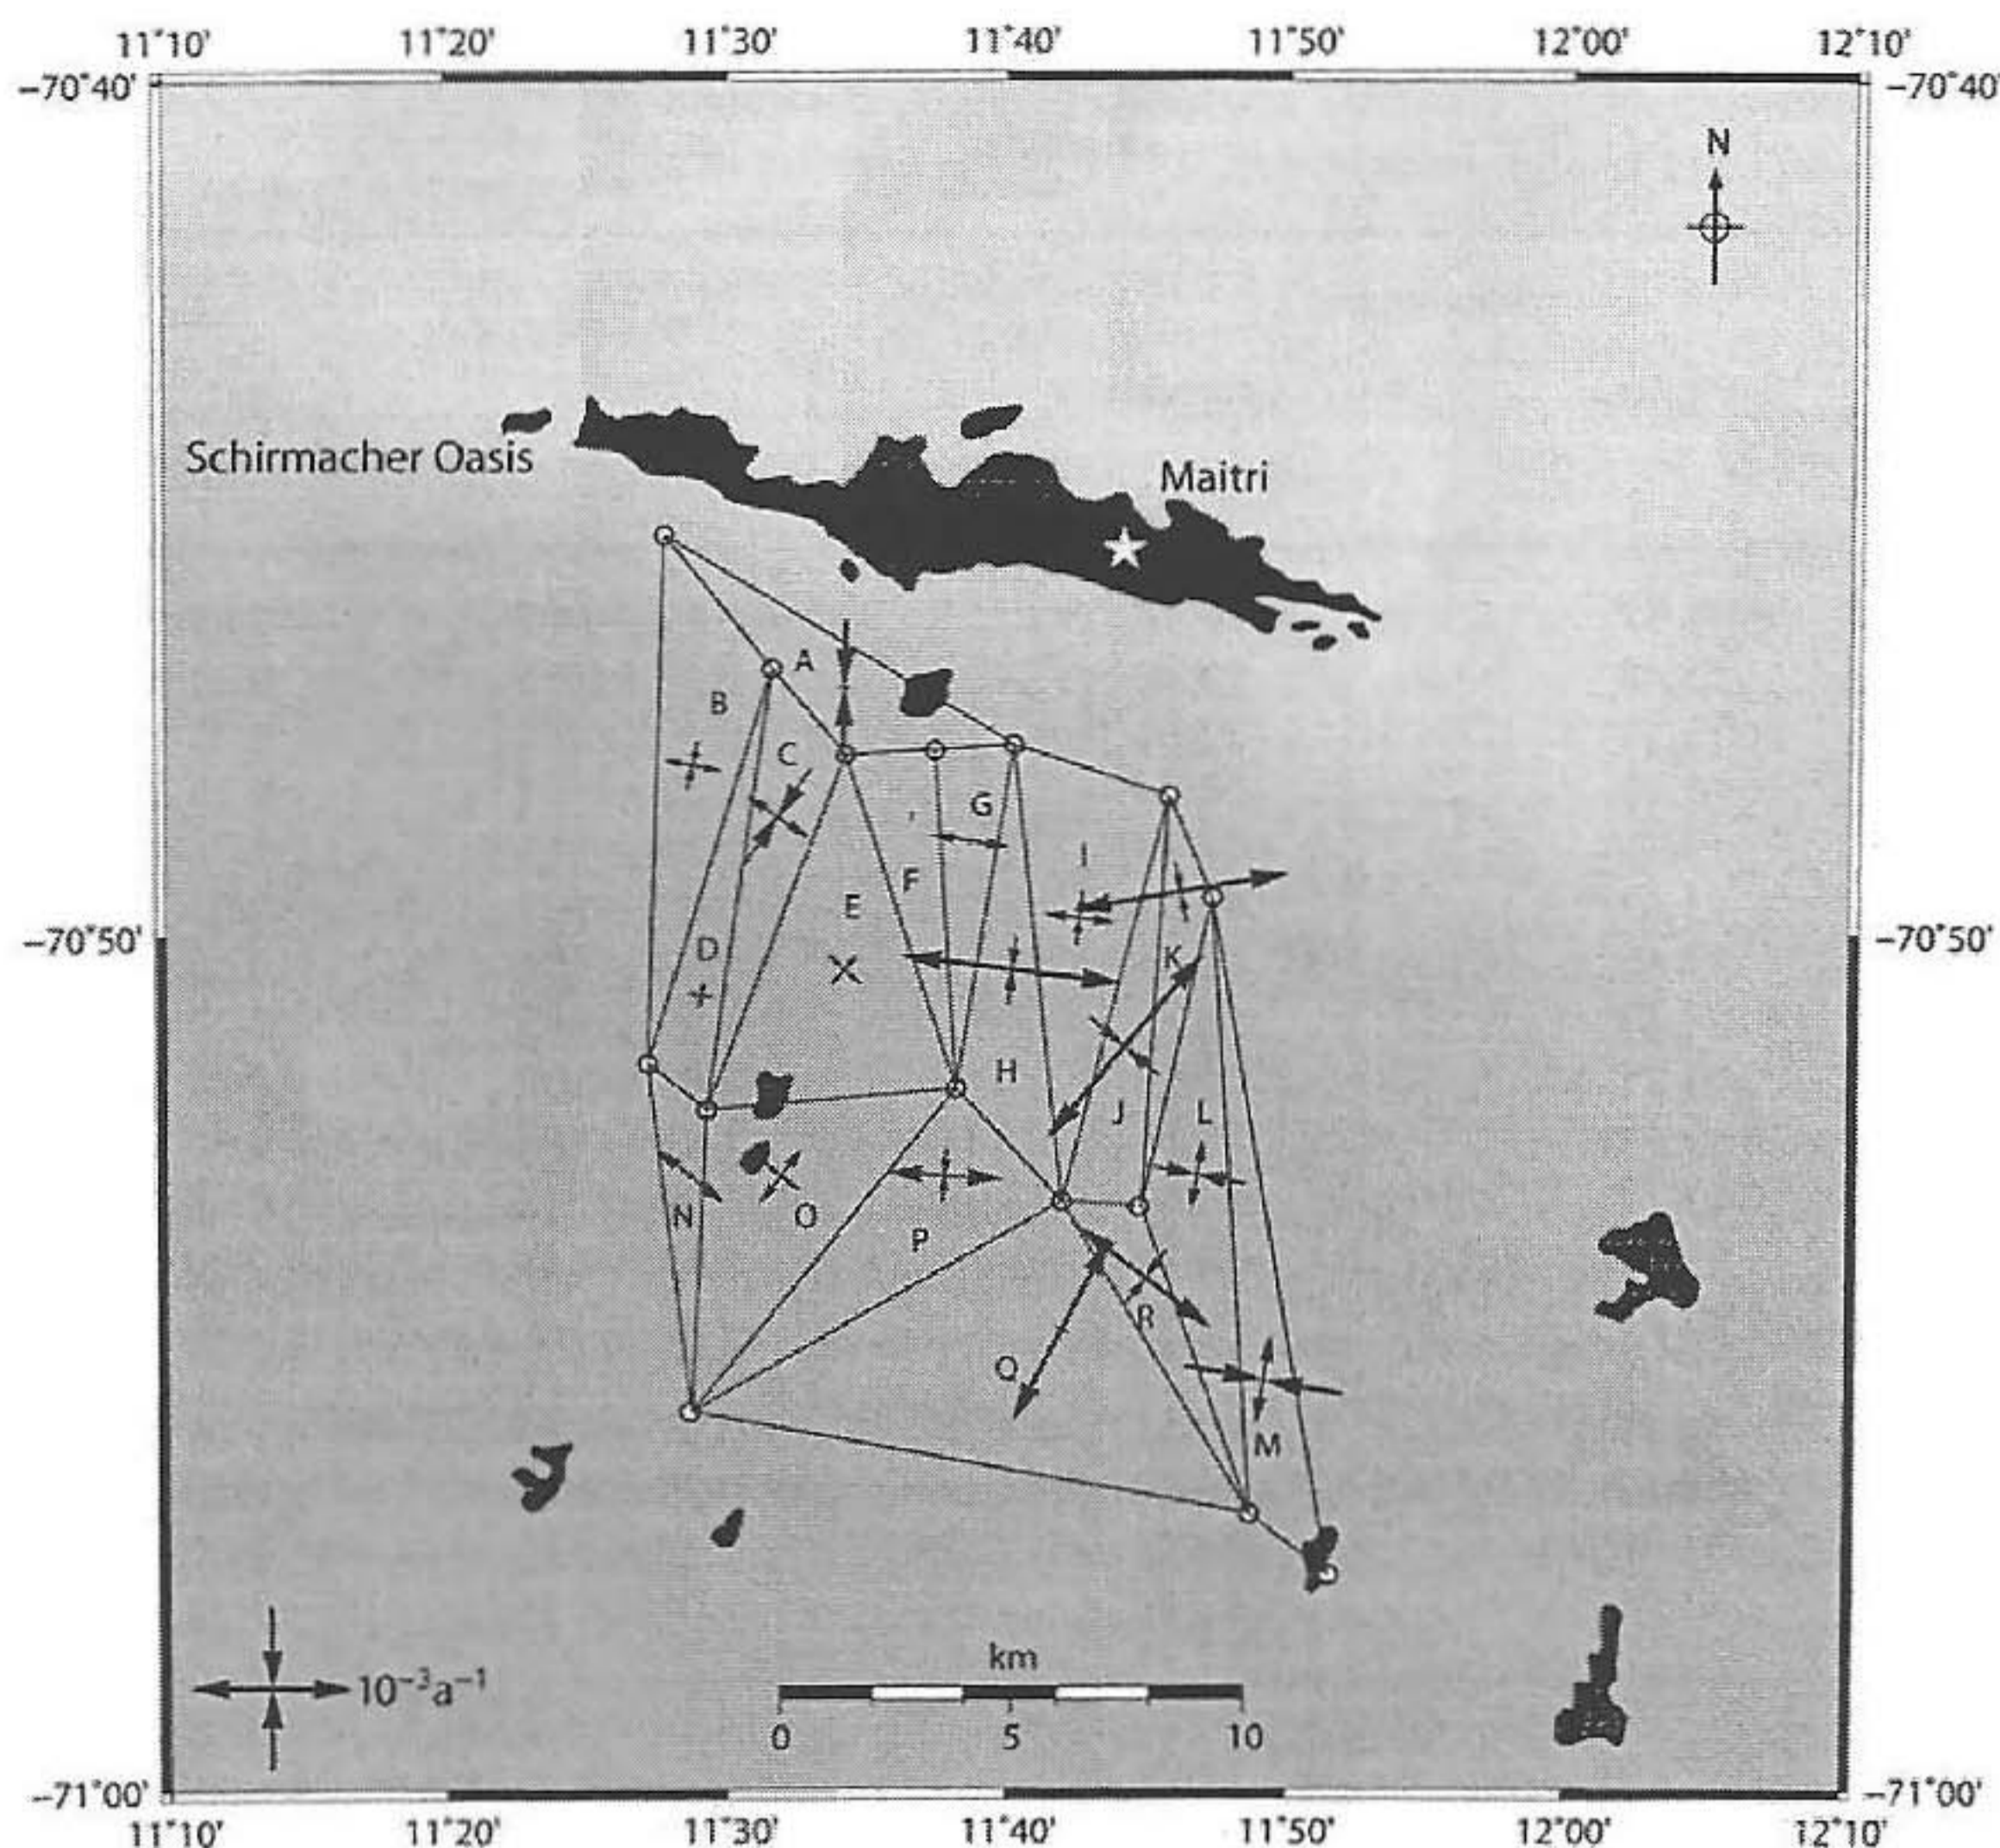 11°10' 11°20' 11°30' 11°40' 11°50' 12°00' 12°10'
-70°40' -70°40'
N
Schirmacher Oasis
Maitri
A
B
C
G
I
F
E
D
K
H
J
L
N
O
P
R
Q
M
-70°50' -70°50'
km
10⁻³a⁻¹
0 5 10
-71°00' -71°00'
11°10' 11°20' 11°30' 11°40' 11°50' 12°00' 12°10'